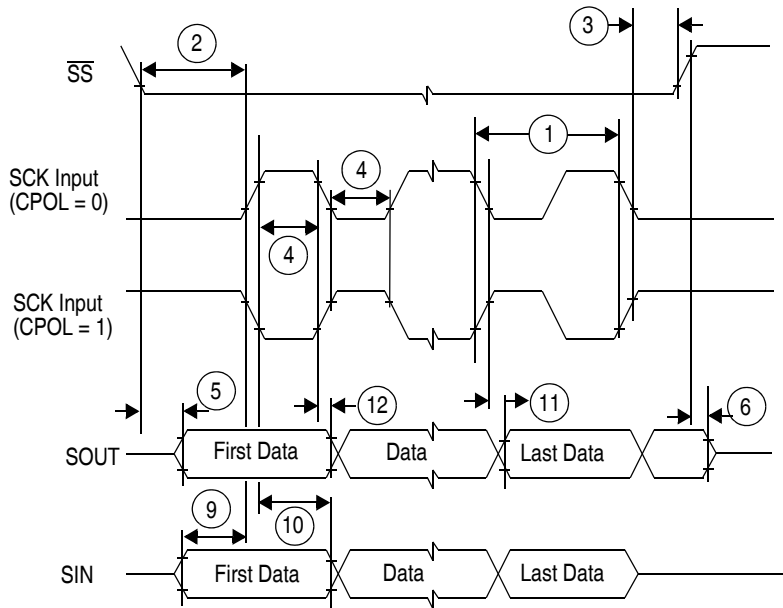 2
3
SS
1
SCK Input
(CPOL = 0)
4
4
SCK Input
(CPOL = 1)
5
12
11
6
SOUT
First Data
Data
Last Data
9
10
SIN
First Data
Data
Last Data